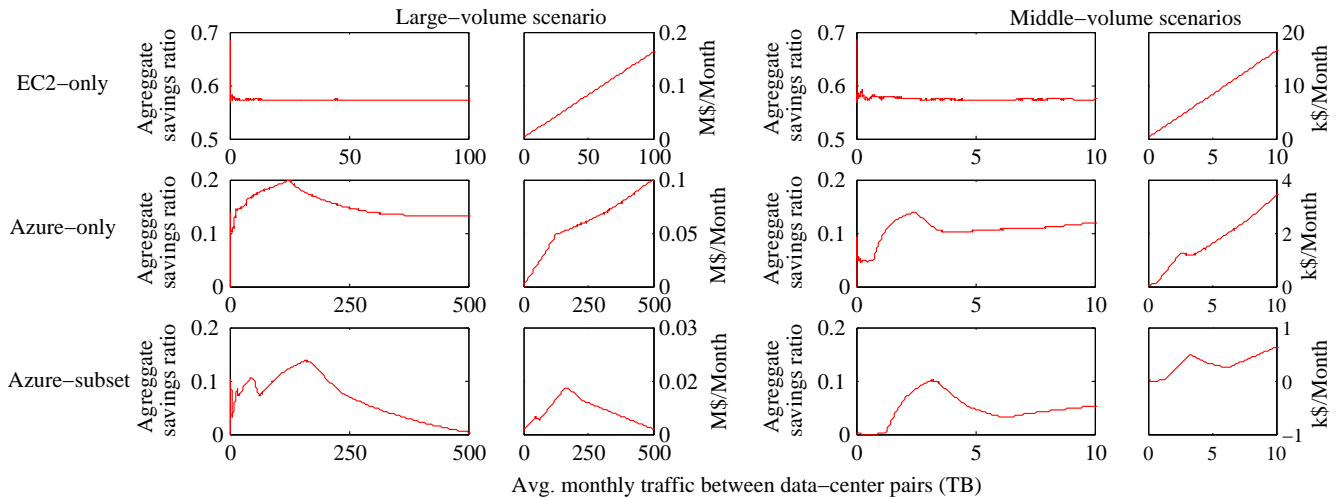 Large−volume scenario
Middle−volume scenarios
EC2−only
Agreggate
savings ratio
0.7
0.6
0.5
0 50 100
0.2
0.1
0
M$/Month
0 50 100
Agreggate
savings ratio
0.7
0.6
0.5
0 5 10
20
10
0
k$/Month
0 5 10
Azure−only
Agreggate
savings ratio
0.2
0.1
0
0 250 500
0.1
0.05
0
M$/Month
0 250 500
Agreggate
savings ratio
0.2
0.1
0
0 5 10
4
2
0
k$/Month
0 5 10
Azure−subset
Agreggate
savings ratio
0.2
0.1
0
0 250 500
0.03
0.02
0.01
0
M$/Month
0 250 500
Agreggate
savings ratio
0.2
0.1
0
0 5 10
1
0
−1
k$/Month
0 5 10
Avg. monthly traffic between data−center pairs (TB)